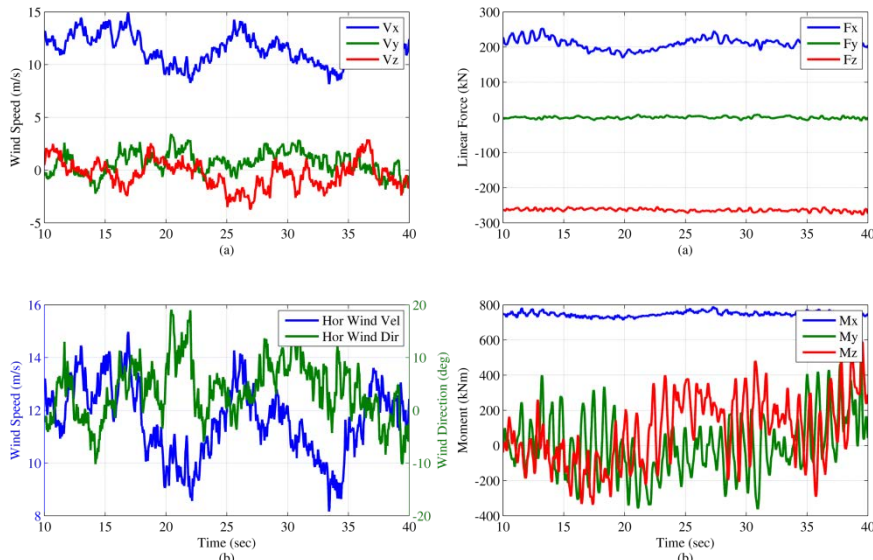 15
10
5
0
-5
Wind Speed (m/s)
Vx
Vy
Vz
10 15 20 25 30 35 40
(a)
300
200
100
0
-100
-200
-300
Linear Force (kN)
Fx
Fy
Fz
10 15 20 25 30 35 40
(a)
16
14
12
10
8
Wind Speed (m/s)
Hor Wind Vel
Hor Wind Dir
20
10
0
-10
-20
Wind Direction (deg)
10 15 20 25 30 35 40
Time (sec)
(b)
800
600
400
200
0
-200
-400
Moment (kNm)
Mx
My
Mz
10 15 20 25 30 35 40
Time (sec)
(b)